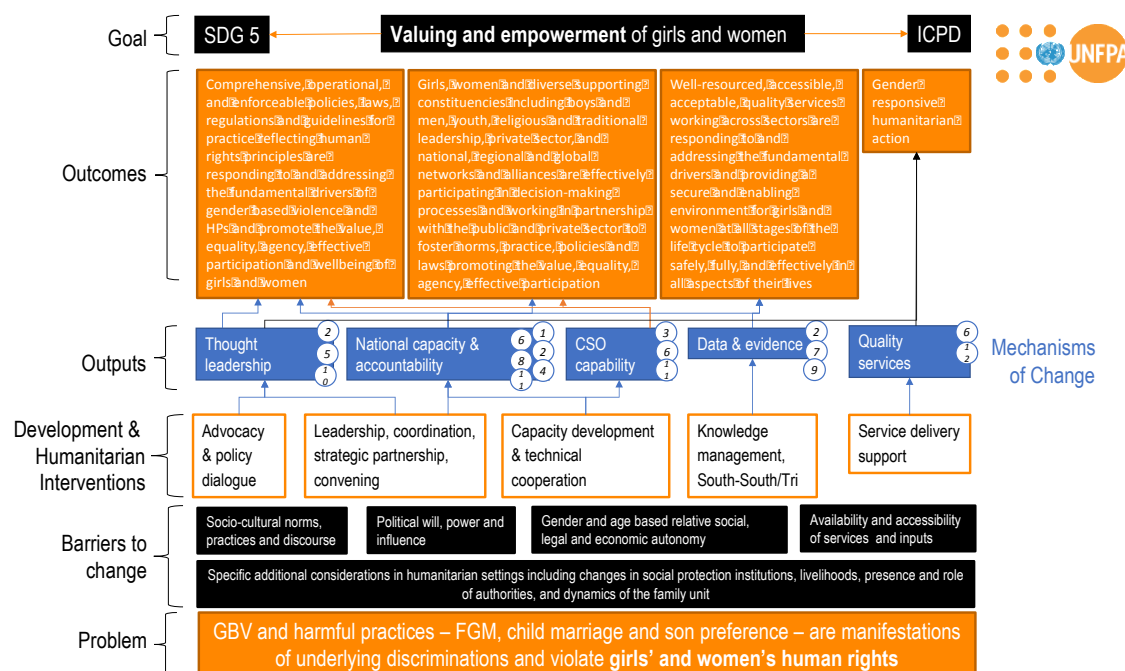 Goal
SDG 5
Valuing and empowerment of girls and women
ICPD
UNFPA
Outcomes
Comprehensive, operational,
and enforceable policies, laws,
regulations and guidelines for
practice reflecting human
rights principles are
responding to and addressing
the fundamental drivers of
gender based violence and
HPs and promote the value,
equality, agency, effective
participation and wellbeing of
girls and women
Girls, women and diverse supporting
constituencies including boys and
men, youth, religious and traditional
leadership, private sector, and
national, regional and global
networks and alliances are effectively
participating in decision-making
processes and working in partnership
with the public and private sector to
foster norms, practice, policies and
laws promoting the value, equality,
agency, effective participation
Well-resourced, accessible,
acceptable, quality services
working across sectors are
responding to and
addressing the fundamental
drivers and providing a
secure and enabling
environment for girls and
women at all stages of the
life cycle to participate
safely, fully, and effectively in
all aspects of their lives
Gender
responsive
humanitarian
action
Outputs
Thought
leadership
2
5
10
National capacity &
accountability
6
8
11
1
2
4
CSO
capability
3
6
11
Data & evidence
2
7
9
Quality
services
6
12
Mechanisms
of Change
Development &
Humanitarian
Interventions
Advocacy
& policy
dialogue
Leadership, coordination,
strategic partnership,
convening
Capacity development
& technical
cooperation
Knowledge
management,
South-South/Tri
Service delivery
support
Barriers to
change
Socio-cultural norms,
practices and discourse
Political will, power and
influence
Gender and age based relative social,
legal and economic autonomy
Availability and accessibility
of services and inputs
Specific additional considerations in humanitarian settings including changes in social protection institutions, livelihoods, presence and role
of authorities, and dynamics of the family unit
Problem
GBV and harmful practices – FGM, child marriage and son preference – are manifestations
of underlying discriminations and violate girls' and women's human rights